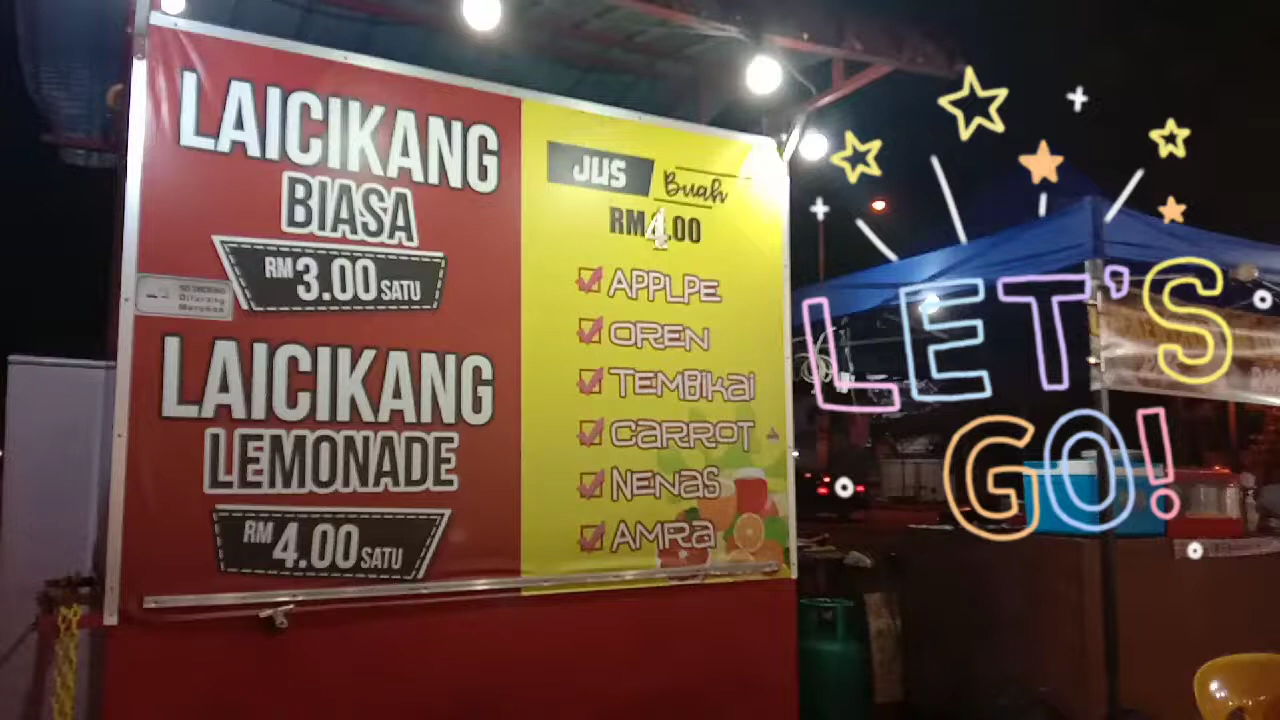 LAICIKANG
BIASA
RM 3.00 SATU
LAICIKANG
LEMONADE
RM 4.00 SATU
JUS Buah
RM4.00
APPLPE
OREN
TEMBIKAI
CARROT
NENAS
AMRA
LET'S
GO!